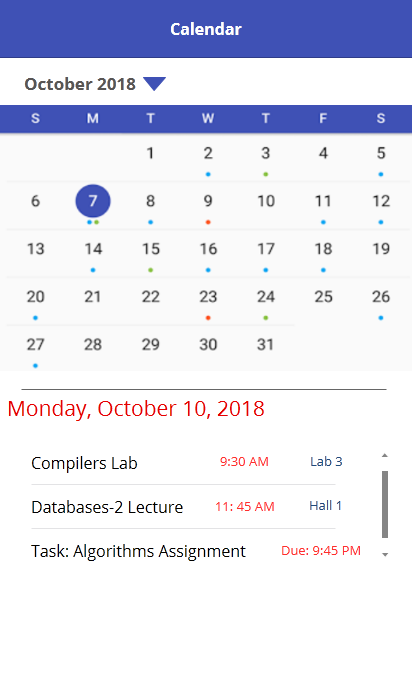 Calendar
October 2018
S M T W T F S
1 2 3 4 5
6 7 8 9 10 11 12
13 14 15 16 17 18 19
20 21 22 23 24 25 26
27 28 29 30 31
Monday, October 10, 2018
Compilers Lab 9:30 AM Lab 3
Databases-2 Lecture 11: 45 AM Hall 1
Task: Algorithms Assignment Due: 9:45 PM